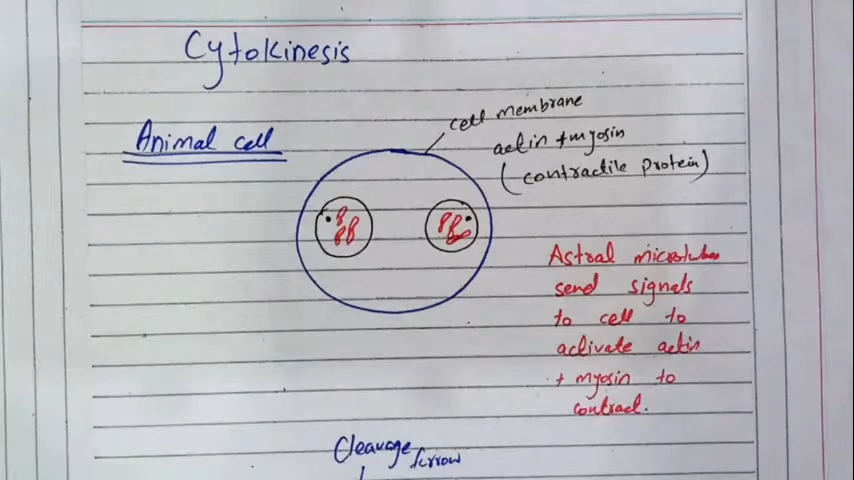 Cytokinesis
Animal cell
cell membrane
actin + myosin
(contractile protein)
Astral
send signals
to cell to
activate actin
+ myosin to
contract.
Cleavage furrow